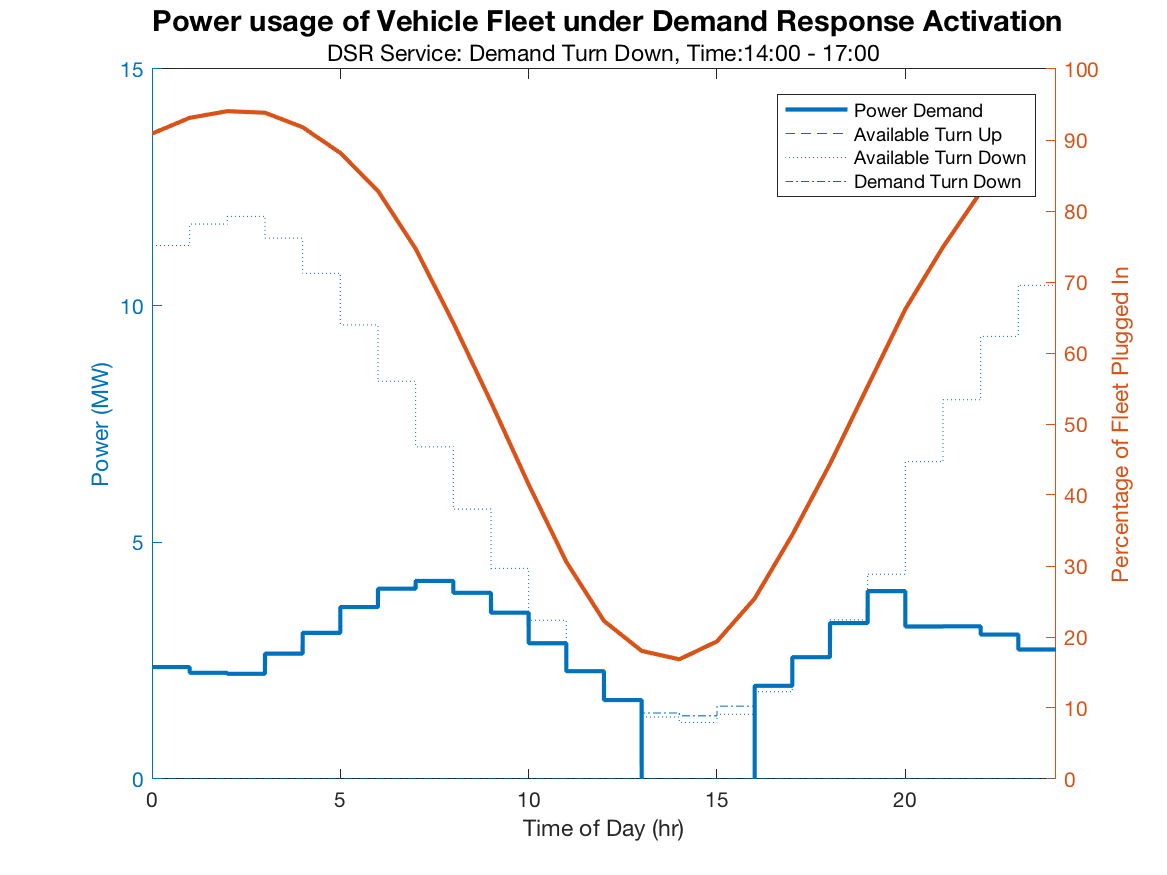 Power usage of Vehicle Fleet under Demand Response Activation
DSR Service: Demand Turn Down, Time:14:00 - 17:00
Power Demand
Available Turn Up
Available Turn Down
Demand Turn Down
15
10
5
0
Power (MW)
100
90
80
70
60
50
40
30
20
10
0
Percentage of Fleet Plugged In
0
5
10
15
20
Time of Day (hr)